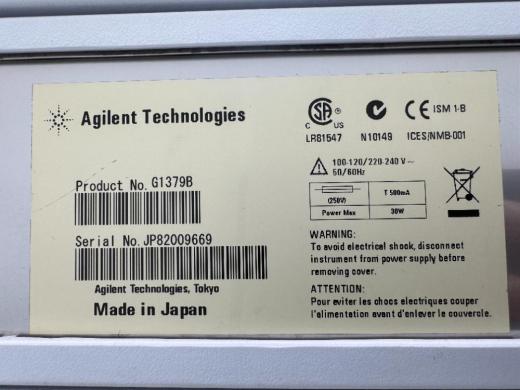 Agilent Technologies
Product No. G1379B
Serial No. JP82009669
Agilent Technologies, Tokyo
Made in Japan
C US
LR81547
N10149
CE ISM 1-B
ICES/NMB-001
100-120/220-240 V ~
50/60Hz
(250V) T 500mA
Power Max 30W
WARNING:
To avoid electrical shock, disconnect
instrument from power supply before
removing cover.
ATTENTION:
Pour eviter les chocs electriques couper
l'alimentation avant d'enlever le couvercle.